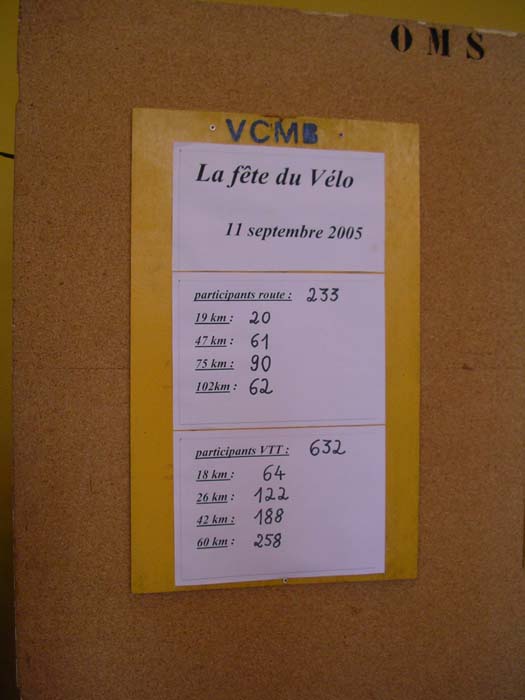 OMS
VCMB
La fête du Vélo
11 septembre 2005
participants route : 233
19 km : 20
47 km : 61
75 km : 90
102km : 62
participants VTT : 632
18 km : 64
26 km : 122
42 km : 188
60 km : 258